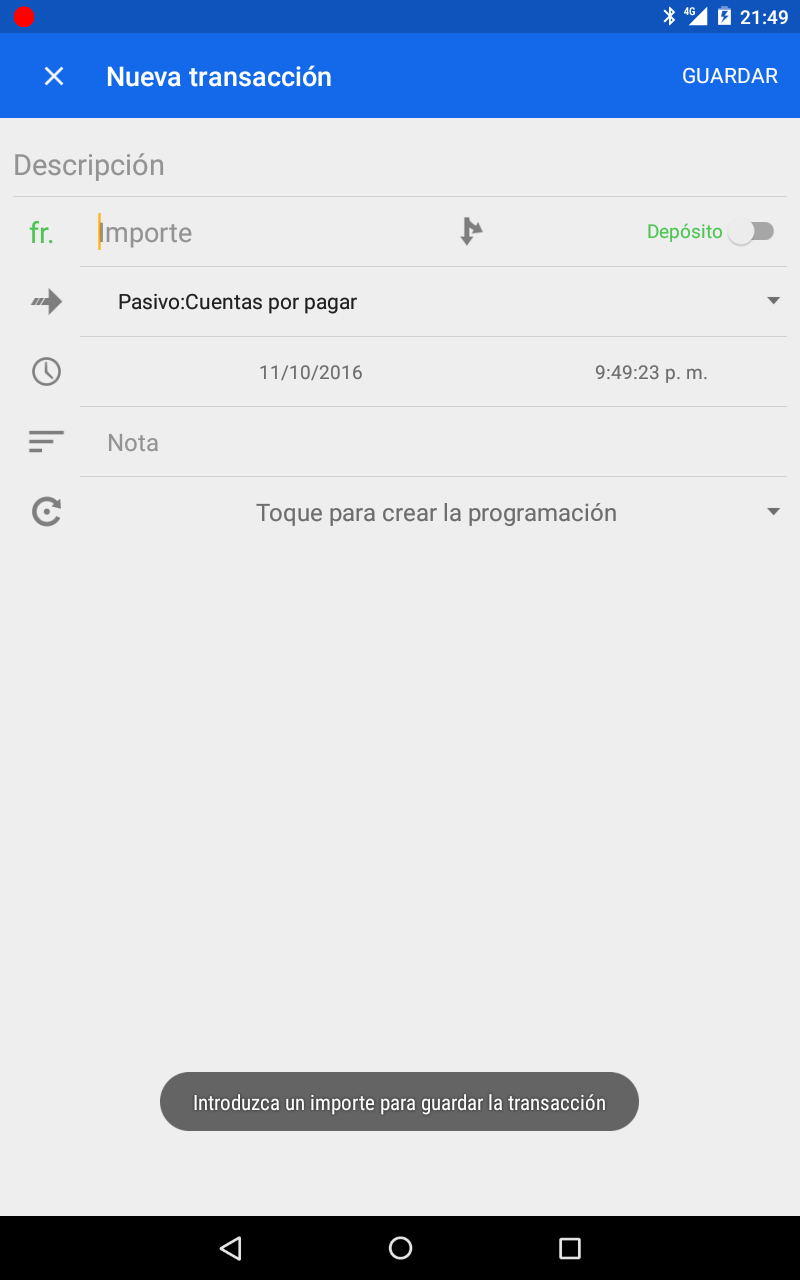 4G 21:49
Nueva transacción GUARDAR
Descripción
fr. Importe Depósito
Pasivo:Cuentas por pagar
11/10/2016 9:49:23 p. m.
Nota
Toque para crear la programación
Introduzca un importe para guardar la transacción